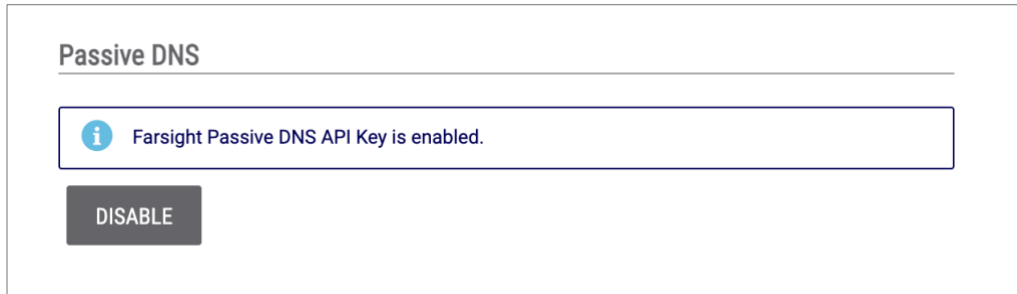 Passive DNS
Farsight Passive DNS API Key is enabled.
DISABLE